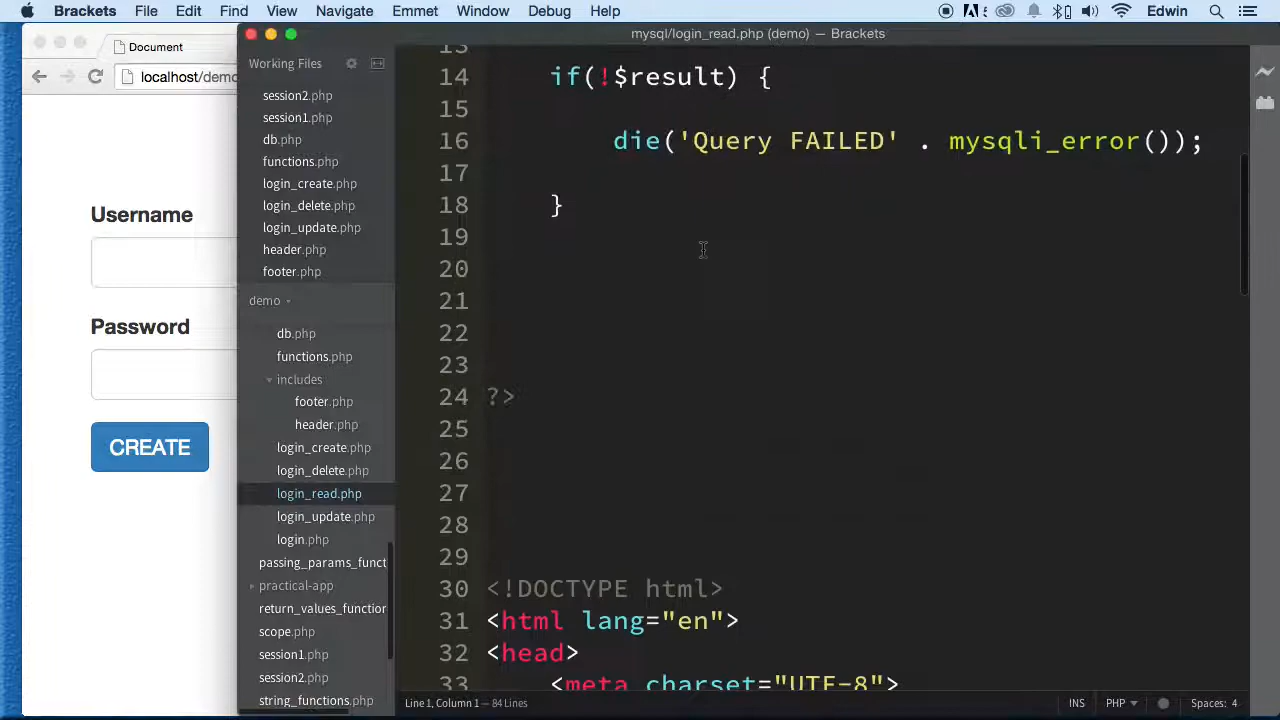 Brackets File Edit Find View Navigate Emmet Window Debug Help Edwin
Document
mysql/login_read.php (demo) — Brackets
localhost/demo
Username
Password
CREATE
Working Files
session2.php
session1.php
db.php
functions.php
login_create.php
login_delete.php
login_update.php
header.php
footer.php
demo
db.php
functions.php
includes
footer.php
header.php
login_create.php
login_delete.php
login_read.php
login_update.php
login.php
passing_params_funct
practical-app
return_values_function
scope.php
session1.php
session2.php
string_functions.php
13
14 if(!$result) {
15
16 die('Query FAILED' . mysqli_error());
17
18 }
19
20
21
22
23
24 ?>
25
26
27
28
29
30 <!DOCTYPE html>
31 <html lang="en">
32 <head>
33 <meta charset="UTF-8">
Line 1, Column 1 — 84 Lines INS PHP Spaces: 4